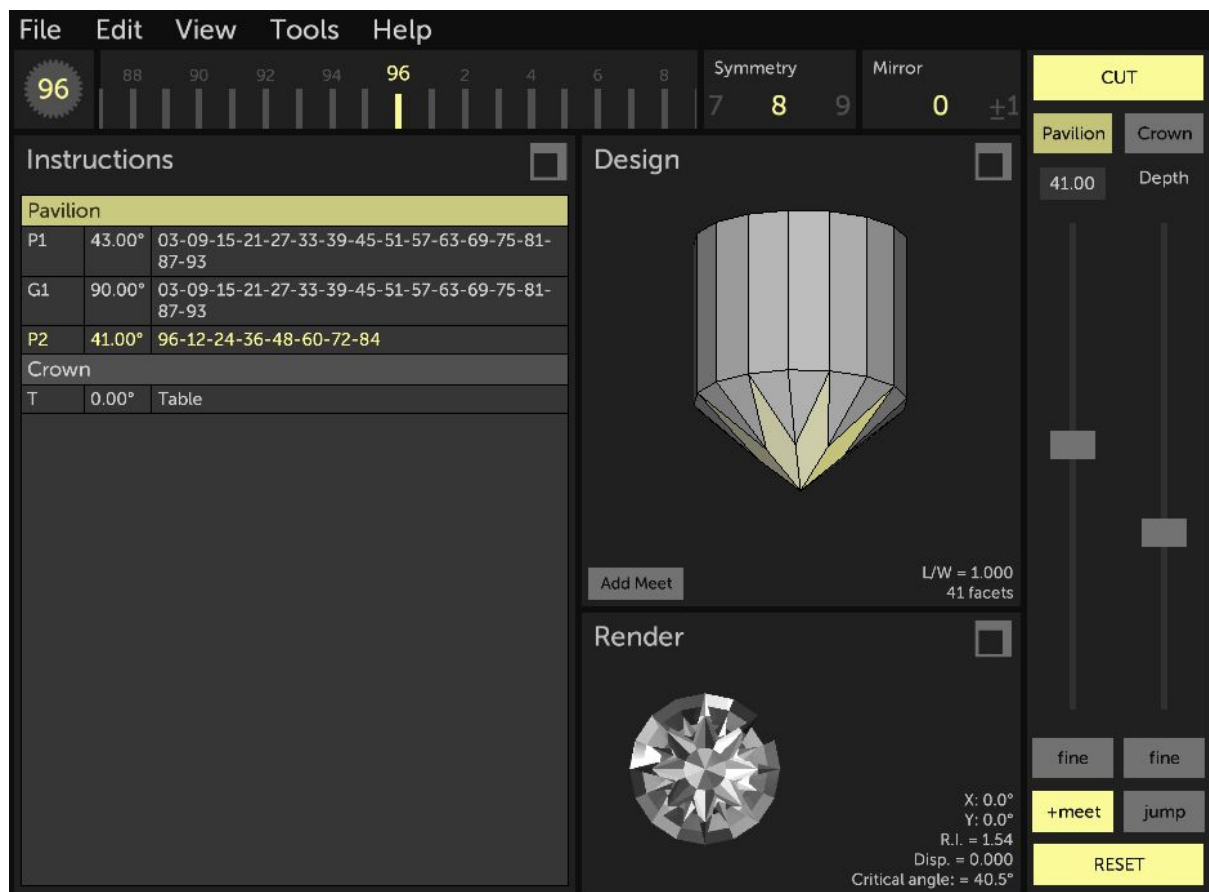 File Edit View Tools Help
96
88 90 92 94 96 2 4 6 8
Symmetry
7 8 9
Mirror
0 ±1
CUT
Pavilion Crown
41.00 Depth
Instructions
Pavilion
P1 43.00° 03-09-15-21-27-33-39-45-51-57-63-69-75-81-
87-93
G1 90.00° 03-09-15-21-27-33-39-45-51-57-63-69-75-81-
87-93
P2 41.00° 96-12-24-36-48-60-72-84
Crown
T 0.00° Table
Design
Add Meet
L/W = 1.000
41 facets
Render
X: 0.0°
Y: 0.0°
R.I. = 1.54
Disp. = 0.000
Critical angle: = 40.5°
fine fine
+meet jump
RESET